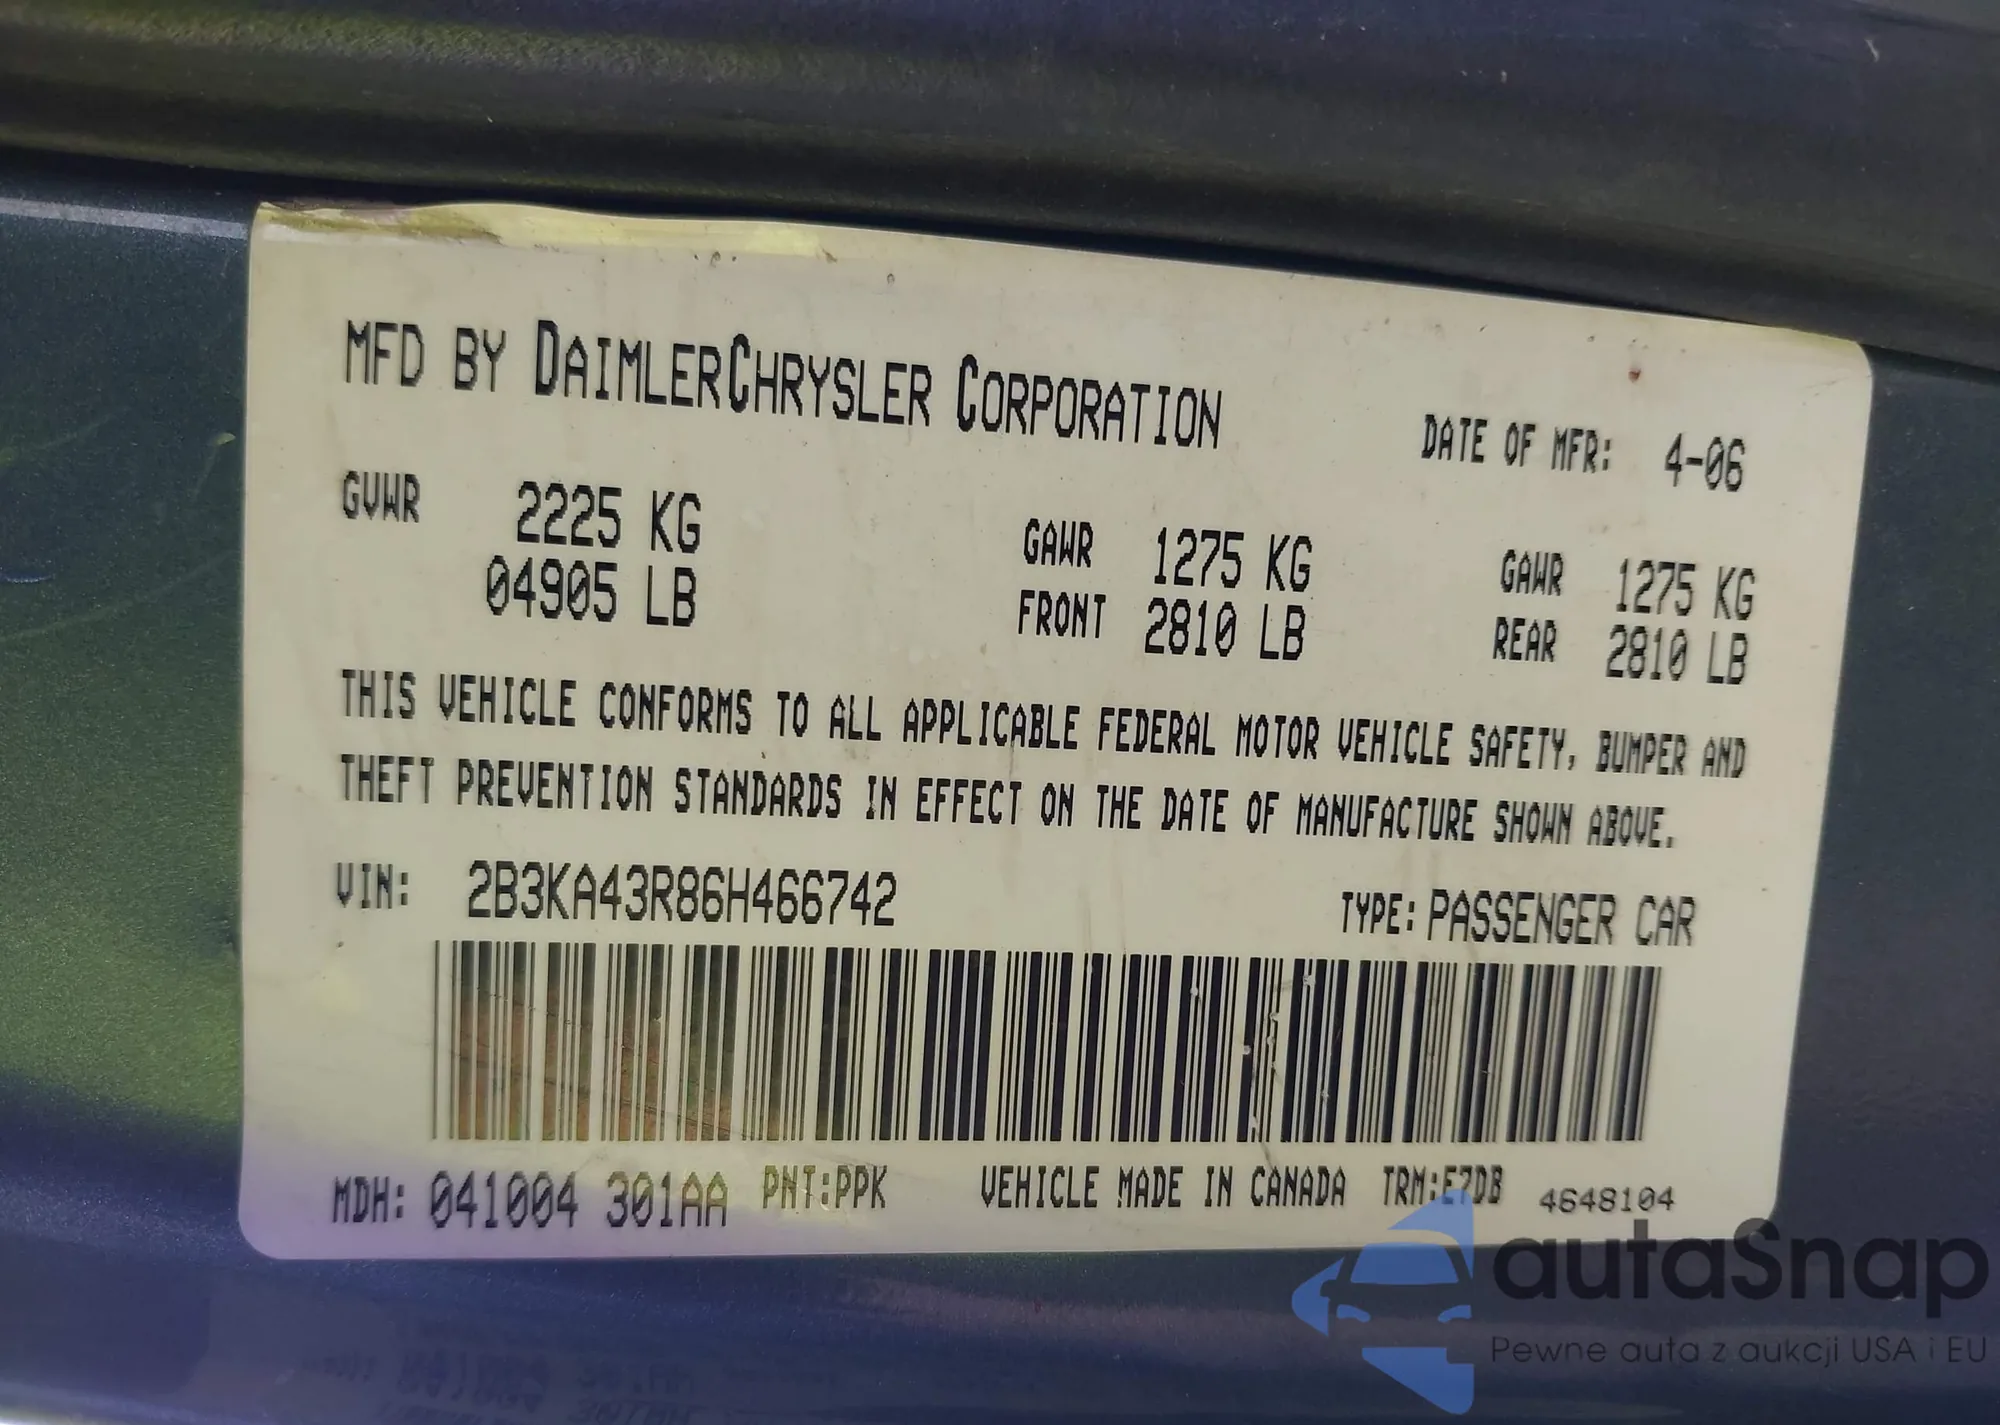 MFD BY DAIMLERCHRYSLER CORPORATION
DATE OF MFR: 4-06
GVWR 2225 KG
04905 LB
GAWR 1275 KG
FRONT 2810 LB
GAWR 1275 KG
REAR 2810 LB
THIS VEHICLE CONFORMS TO ALL APPLICABLE FEDERAL MOTOR VEHICLE SAFETY, BUMPER AND
THEFT PREVENTION STANDARDS IN EFFECT ON THE DATE OF MANUFACTURE SHOWN ABOVE.
VIN: 2B3KA43R86H466742
TYPE: PASSENGER CAR
MDH: 041004 301AA PNT:PPK VEHICLE MADE IN CANADA TRM:E7DB 4648104
autaSnap
Pewne auta z aukcji USA i EU